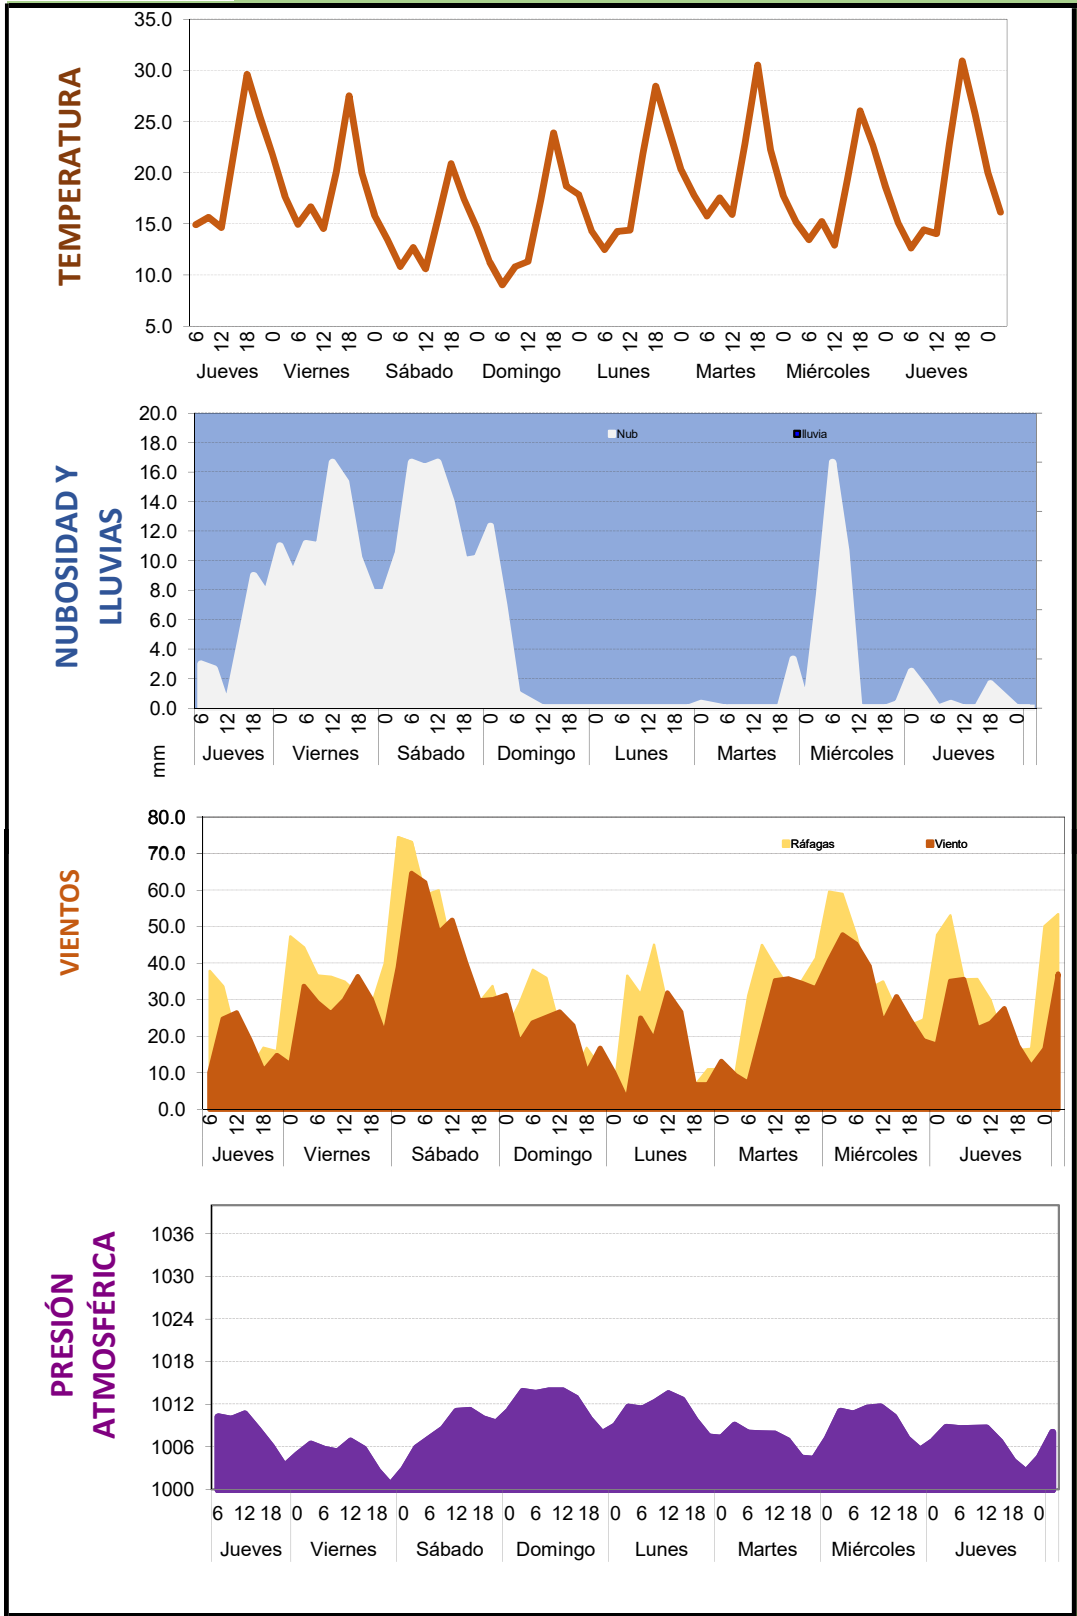 TEMPERATURA
35.0
30.0
25.0
20.0
15.0
10.0
5.0
6 12 18 0 6 12 18 0 6 12 18 0 6 12 18 0 6 12 18 0 6 12 18 0 6 12 18 0 6 12 18 0
Jueves Viernes Sábado Domingo Lunes Martes Miércoles Jueves
NUBOSIDAD Y
LLUVIAS
20.0
18.0
16.0
14.0
12.0
10.0
8.0
6.0
4.0
2.0
0.0
Nub lluvia
mm
6 12 18 0 6 12 18 0 6 12 18 0 6 12 18 0 6 12 18 0 6 12 18 0 6 12 18 0 6 12 18 0
Jueves Viernes Sábado Domingo Lunes Martes Miércoles Jueves
VIENTOS
80.0
70.0
60.0
50.0
40.0
30.0
20.0
10.0
0.0
Ráfagas Viento
6 12 18 0 6 12 18 0 6 12 18 0 6 12 18 0 6 12 18 0 6 12 18 0 6 12 18 0 6 12 18 0
Jueves Viernes Sábado Domingo Lunes Martes Miércoles Jueves
PRESIÓN
ATMOSFÉRICA
1036
1030
1024
1018
1012
1006
1000
6 12 18 0 6 12 18 0 6 12 18 0 6 12 18 0 6 12 18 0 6 12 18 0 6 12 18 0 6 12 18 0
Jueves Viernes Sábado Domingo Lunes Martes Miércoles Jueves